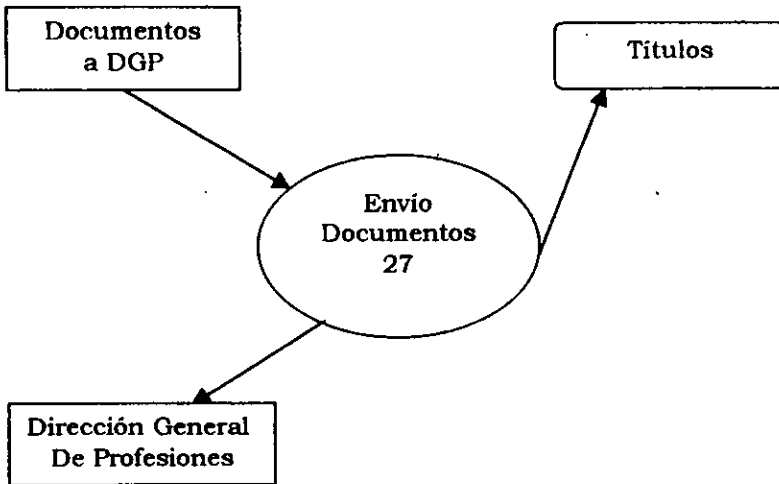 Documentos
a DGP
Títulos
Envío
Documentos
27
Dirección General
De Profesiones